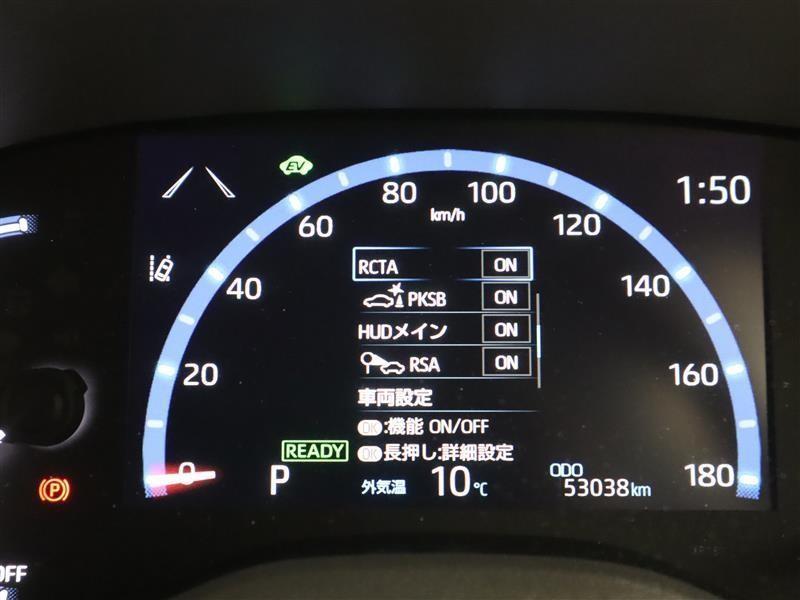 EV
80
100
1:50
km/h
60
120
RCTA ON
40
PKSB ON
140
HUDメイン ON
20
RSA ON
160
車両設定
OK:機能 ON/OFF
READY
OK長押し:詳細設定
0
P
外気温 10℃
ODO
53038km
180
(P)
OFF